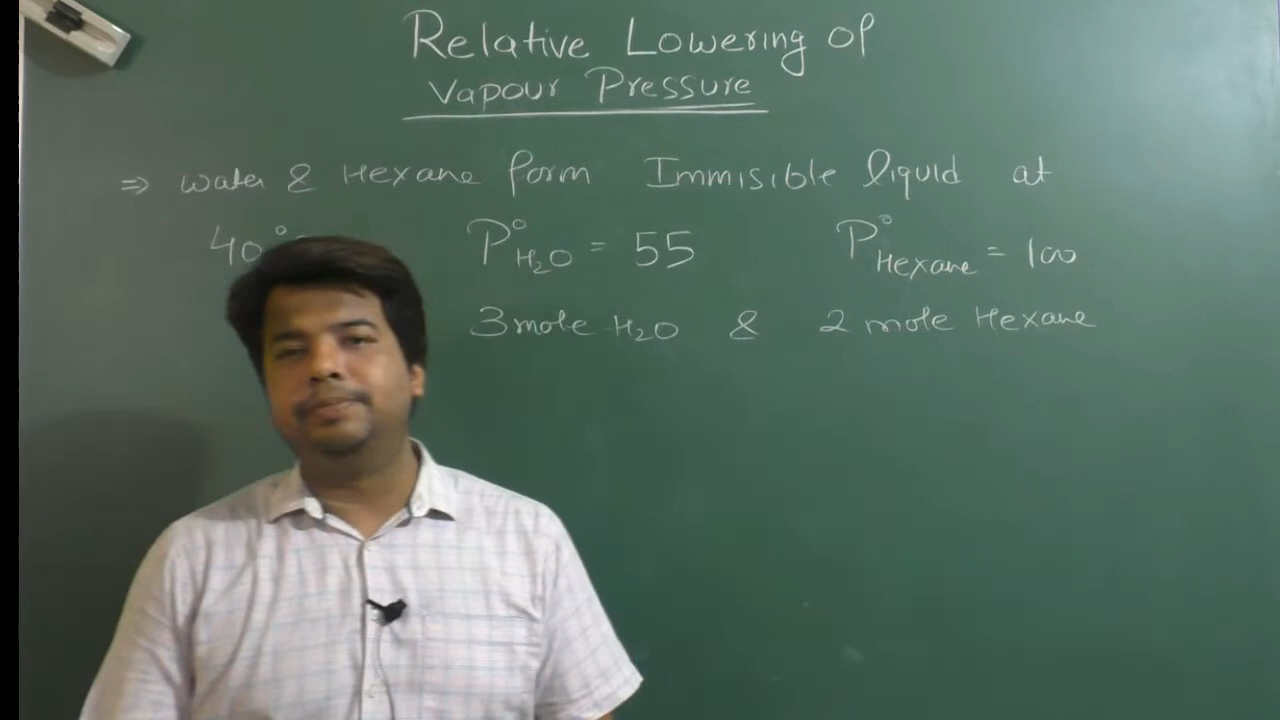 Relative Lowering of
Vapour Pressure
⇒ Water & Hexane form Immisible liquid at
40° P°H₂O = 55 P°Hexane = 100
3 mole H₂O & 2 mole Hexane